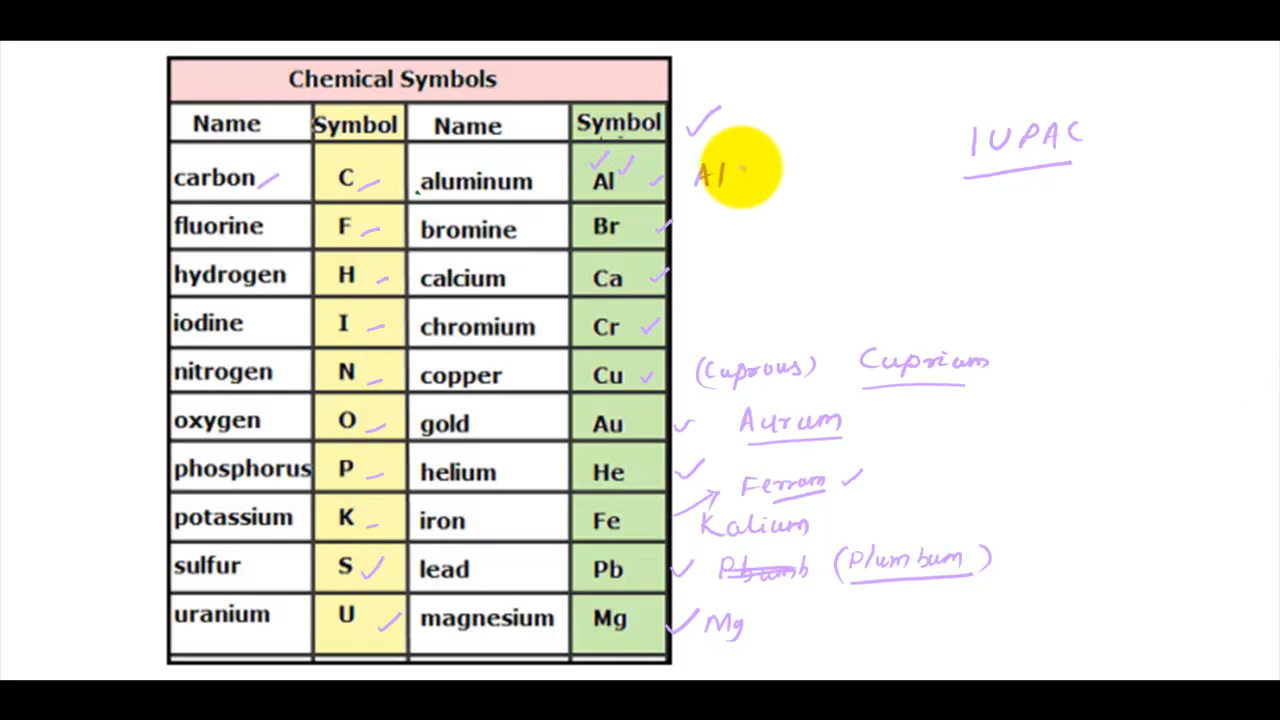 Chemical Symbols
Name Symbol Name Symbol
IUPAC
carbon C aluminum Al Al
fluorine F bromine Br
hydrogen H calcium Ca
iodine I chromium Cr
nitrogen N copper Cu (Cuprous) Cuprium
oxygen O gold Au Aurum
phosphorus P helium He Ferram
potassium K iron Fe Kalium
sulfur S lead Pb (Plumbum)
uranium U magnesium Mg Mg